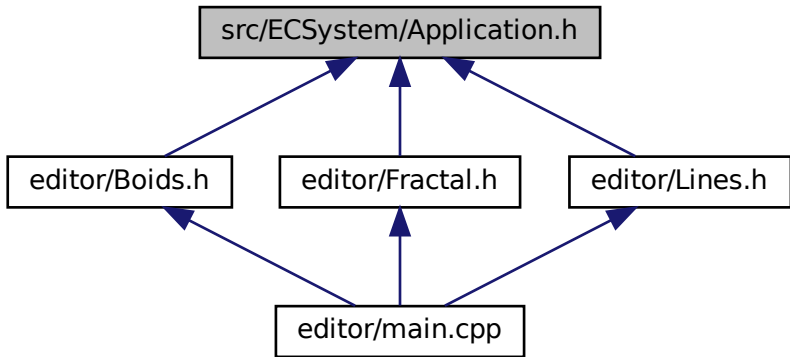 src/ECSystem/Application.h
editor/Boids.h
editor/Fractal.h
editor/Lines.h
editor/main.cpp